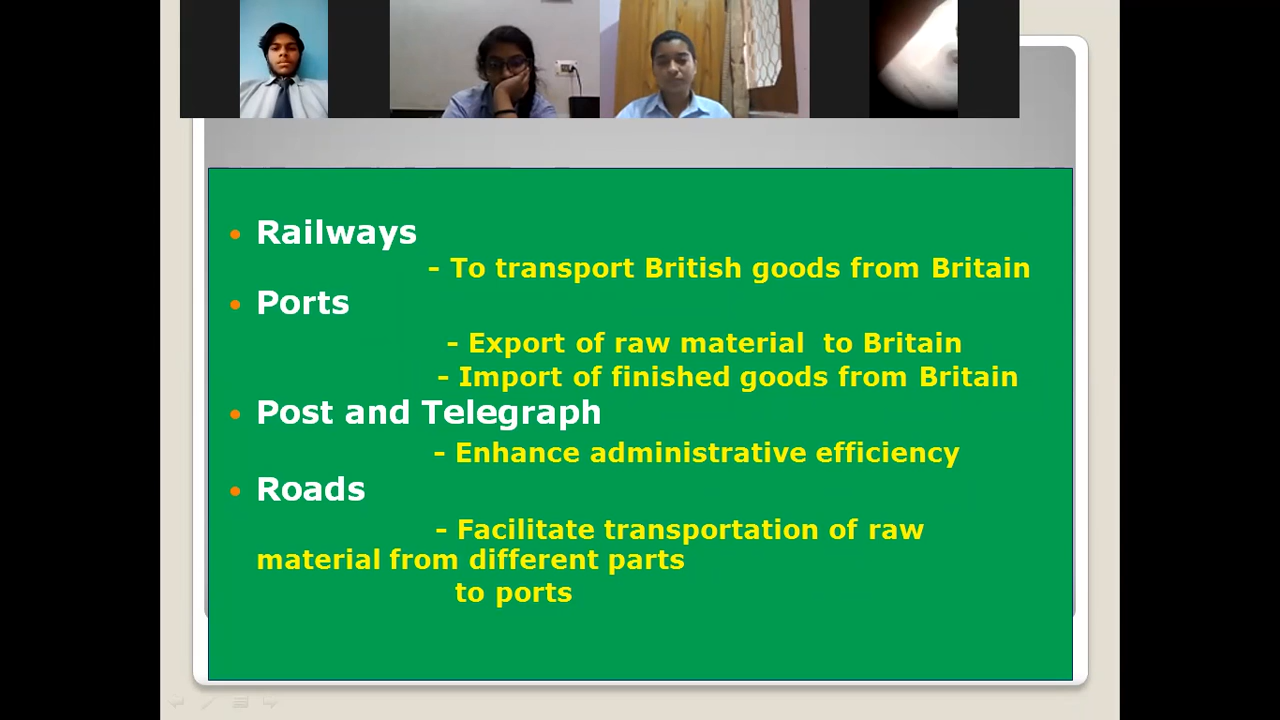 Railways
- To transport British goods from Britain
Ports
- Export of raw material to Britain
- Import of finished goods from Britain
Post and Telegraph
- Enhance administrative efficiency
Roads
- Facilitate transportation of raw
material from different parts
to ports